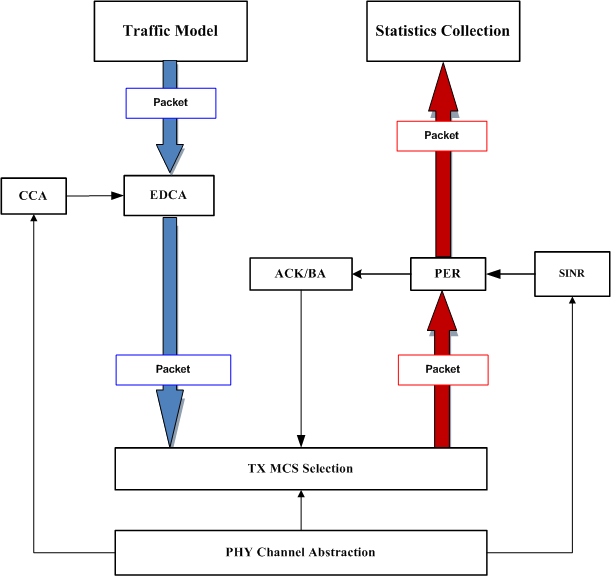 Traffic Model
Statistics Collection
Packet
Packet
CCA
EDCA
ACK/BA
PER
SINR
Packet
Packet
TX MCS Selection
PHY Channel Abstraction